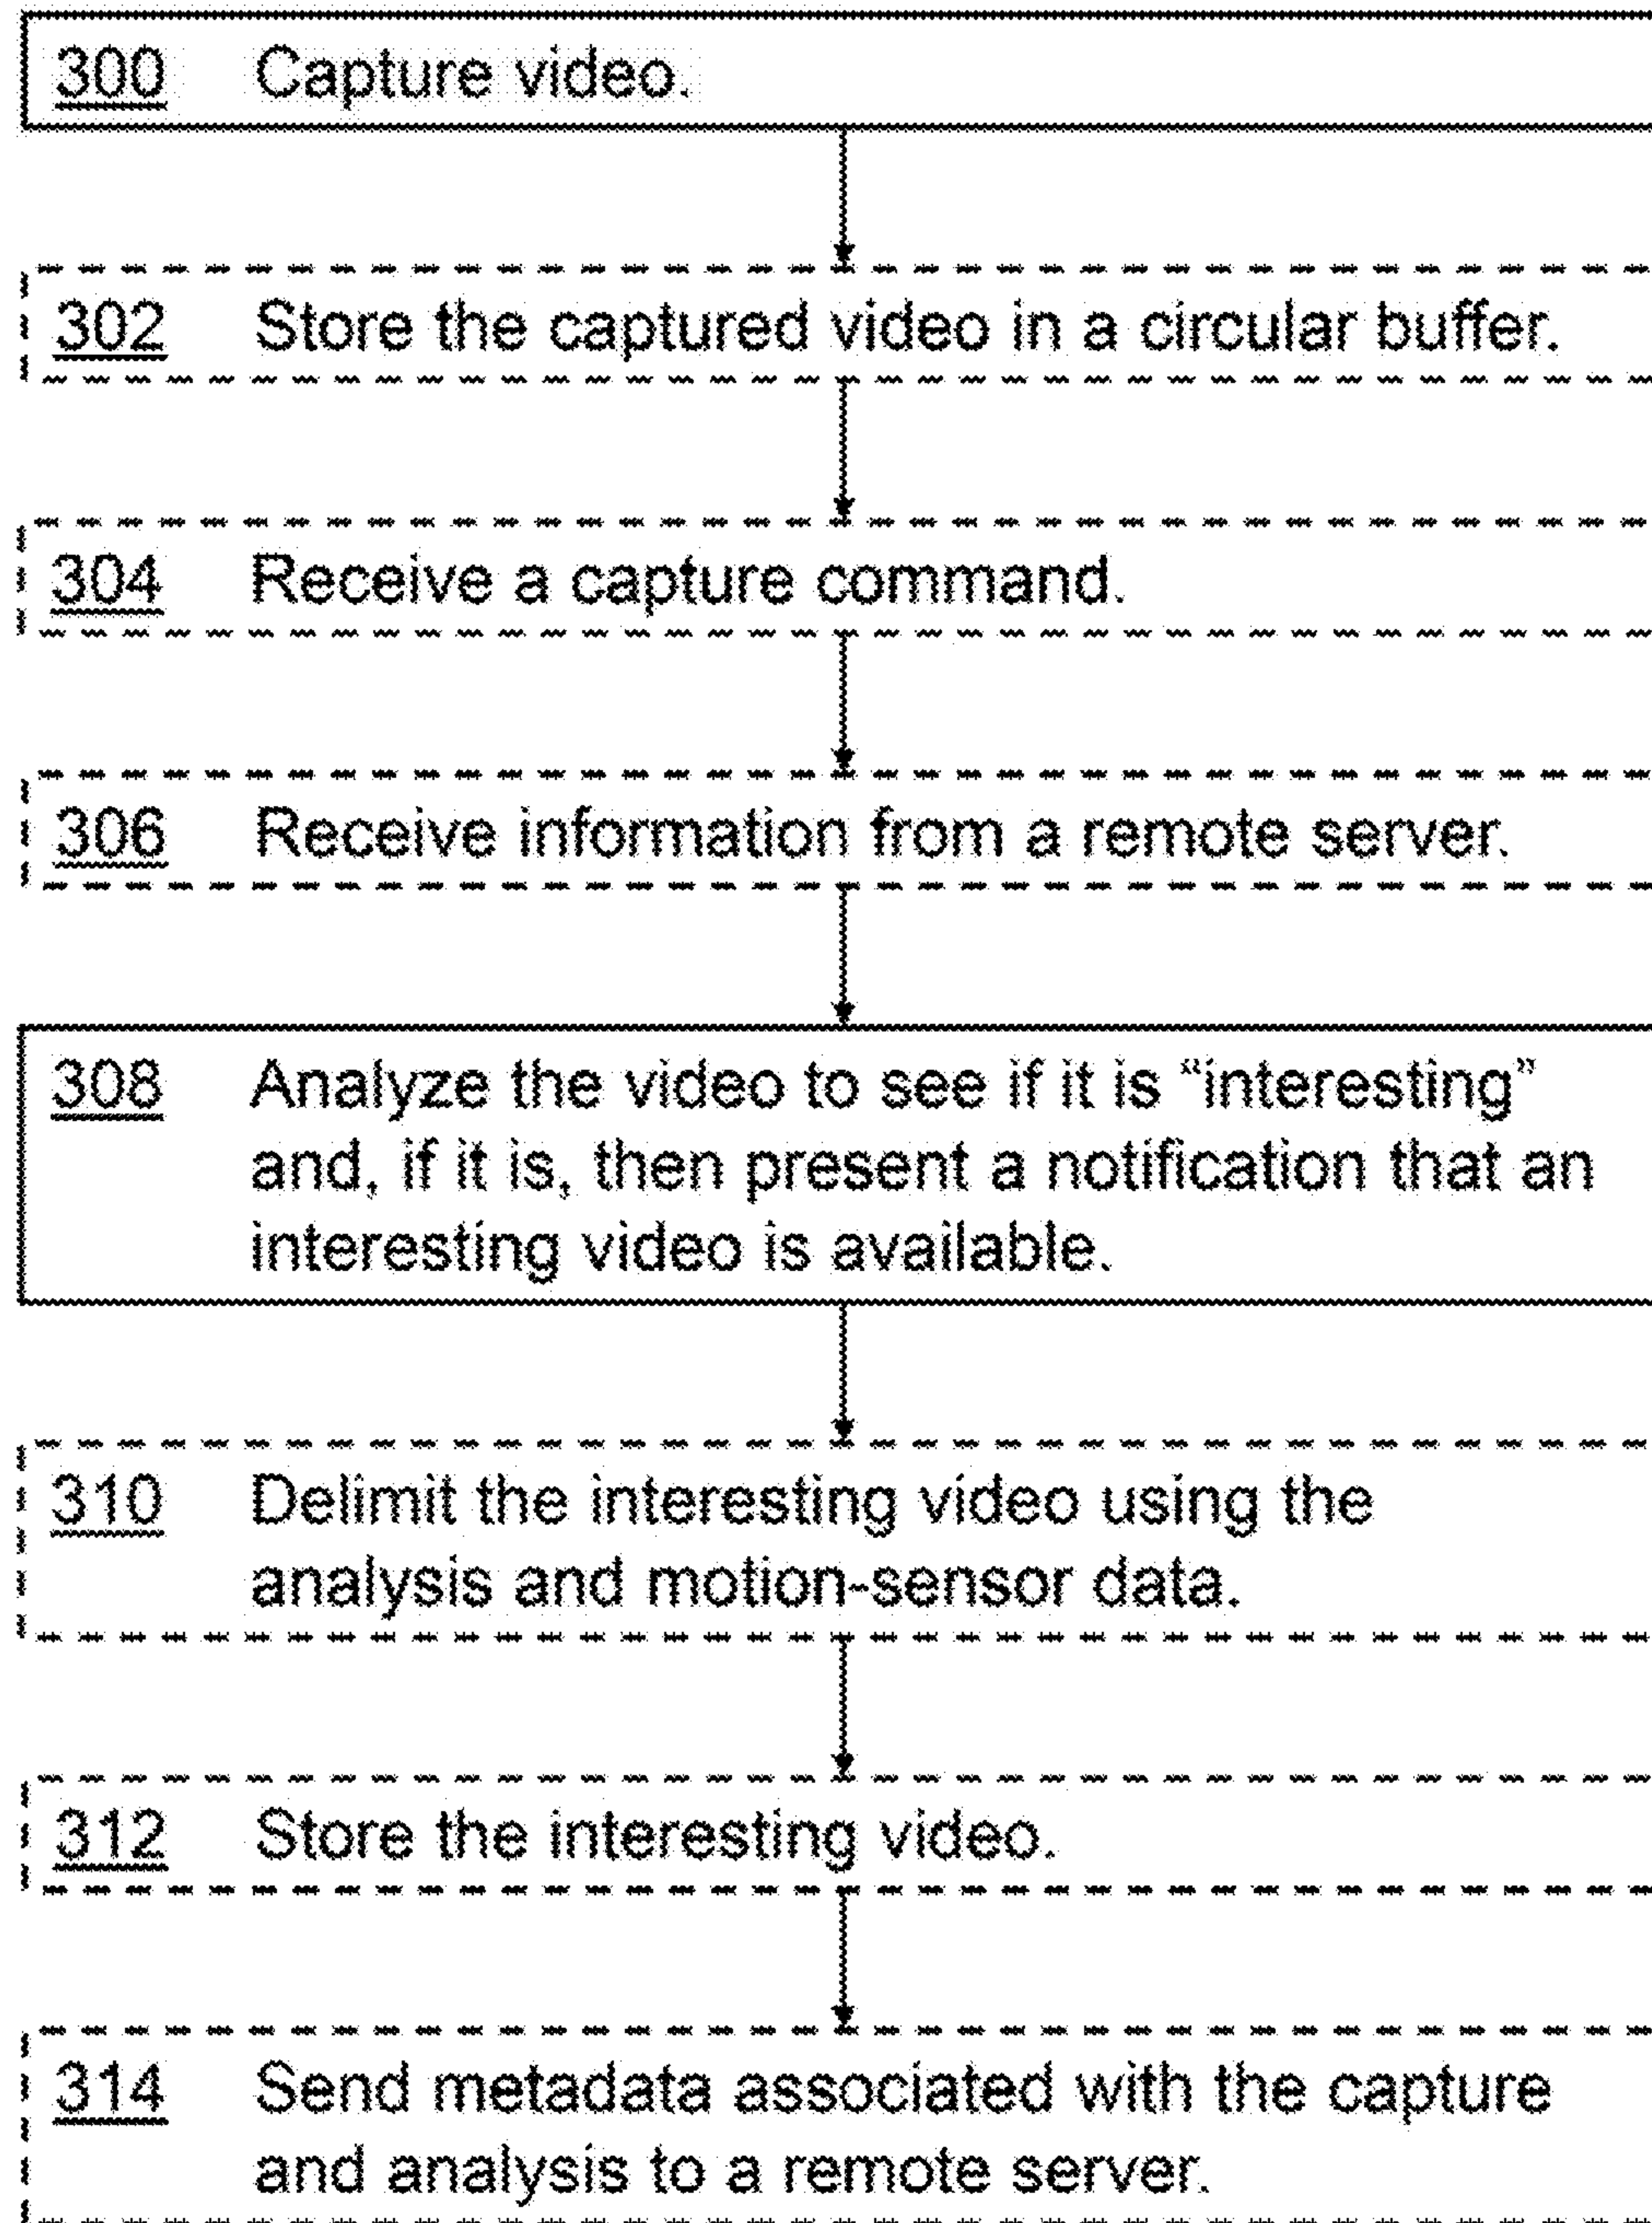 300 Capture video.
302 Store the captured video in a circular buffer.
304 Receive a capture command.
306 Receive information from a remote server.
308 Analyze the video to see if it is “interesting”
and, if it is, then present a notification that an
interesting video is available.
310 Delimit the interesting video using the
analysis and motion-sensor data.
312 Store the interesting video.
314 Send metadata associated with the capture
and analysis to a remote server.